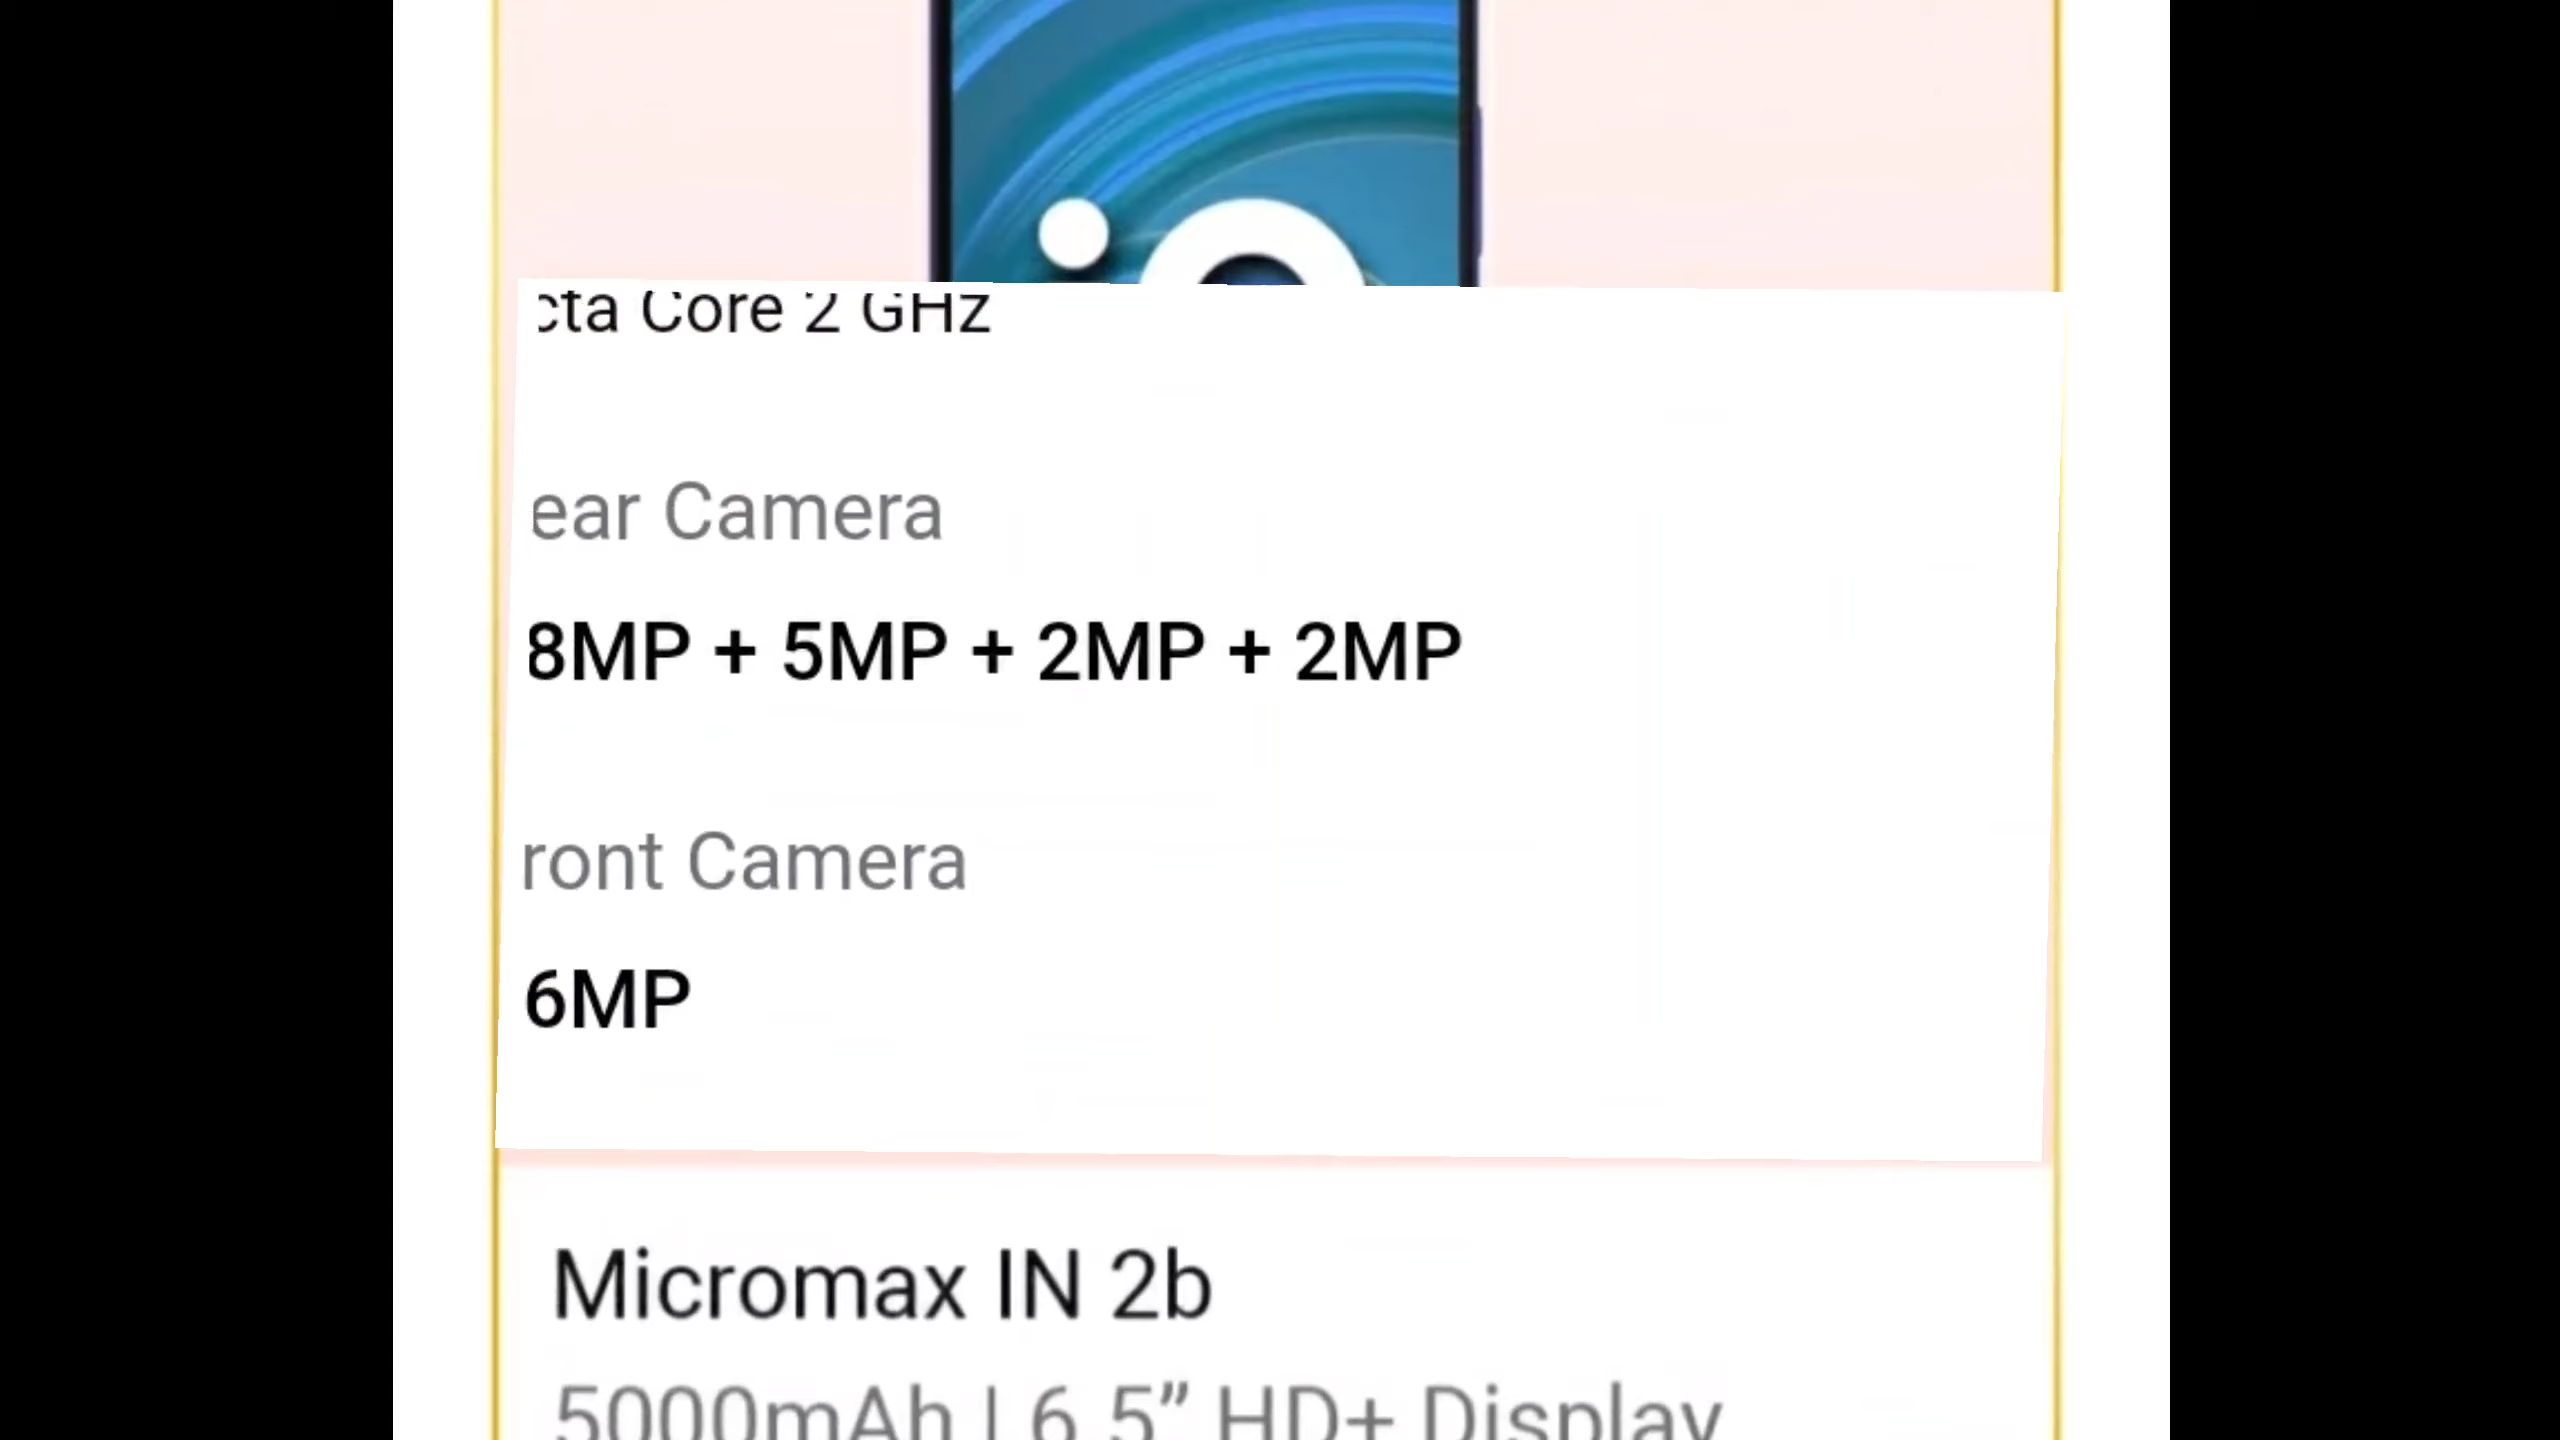 cta Core 2 GHz
ear Camera
8MP + 5MP + 2MP + 2MP
ront Camera
6MP
Micromax IN 2b
5000mAh | 6.5” HD+ Display